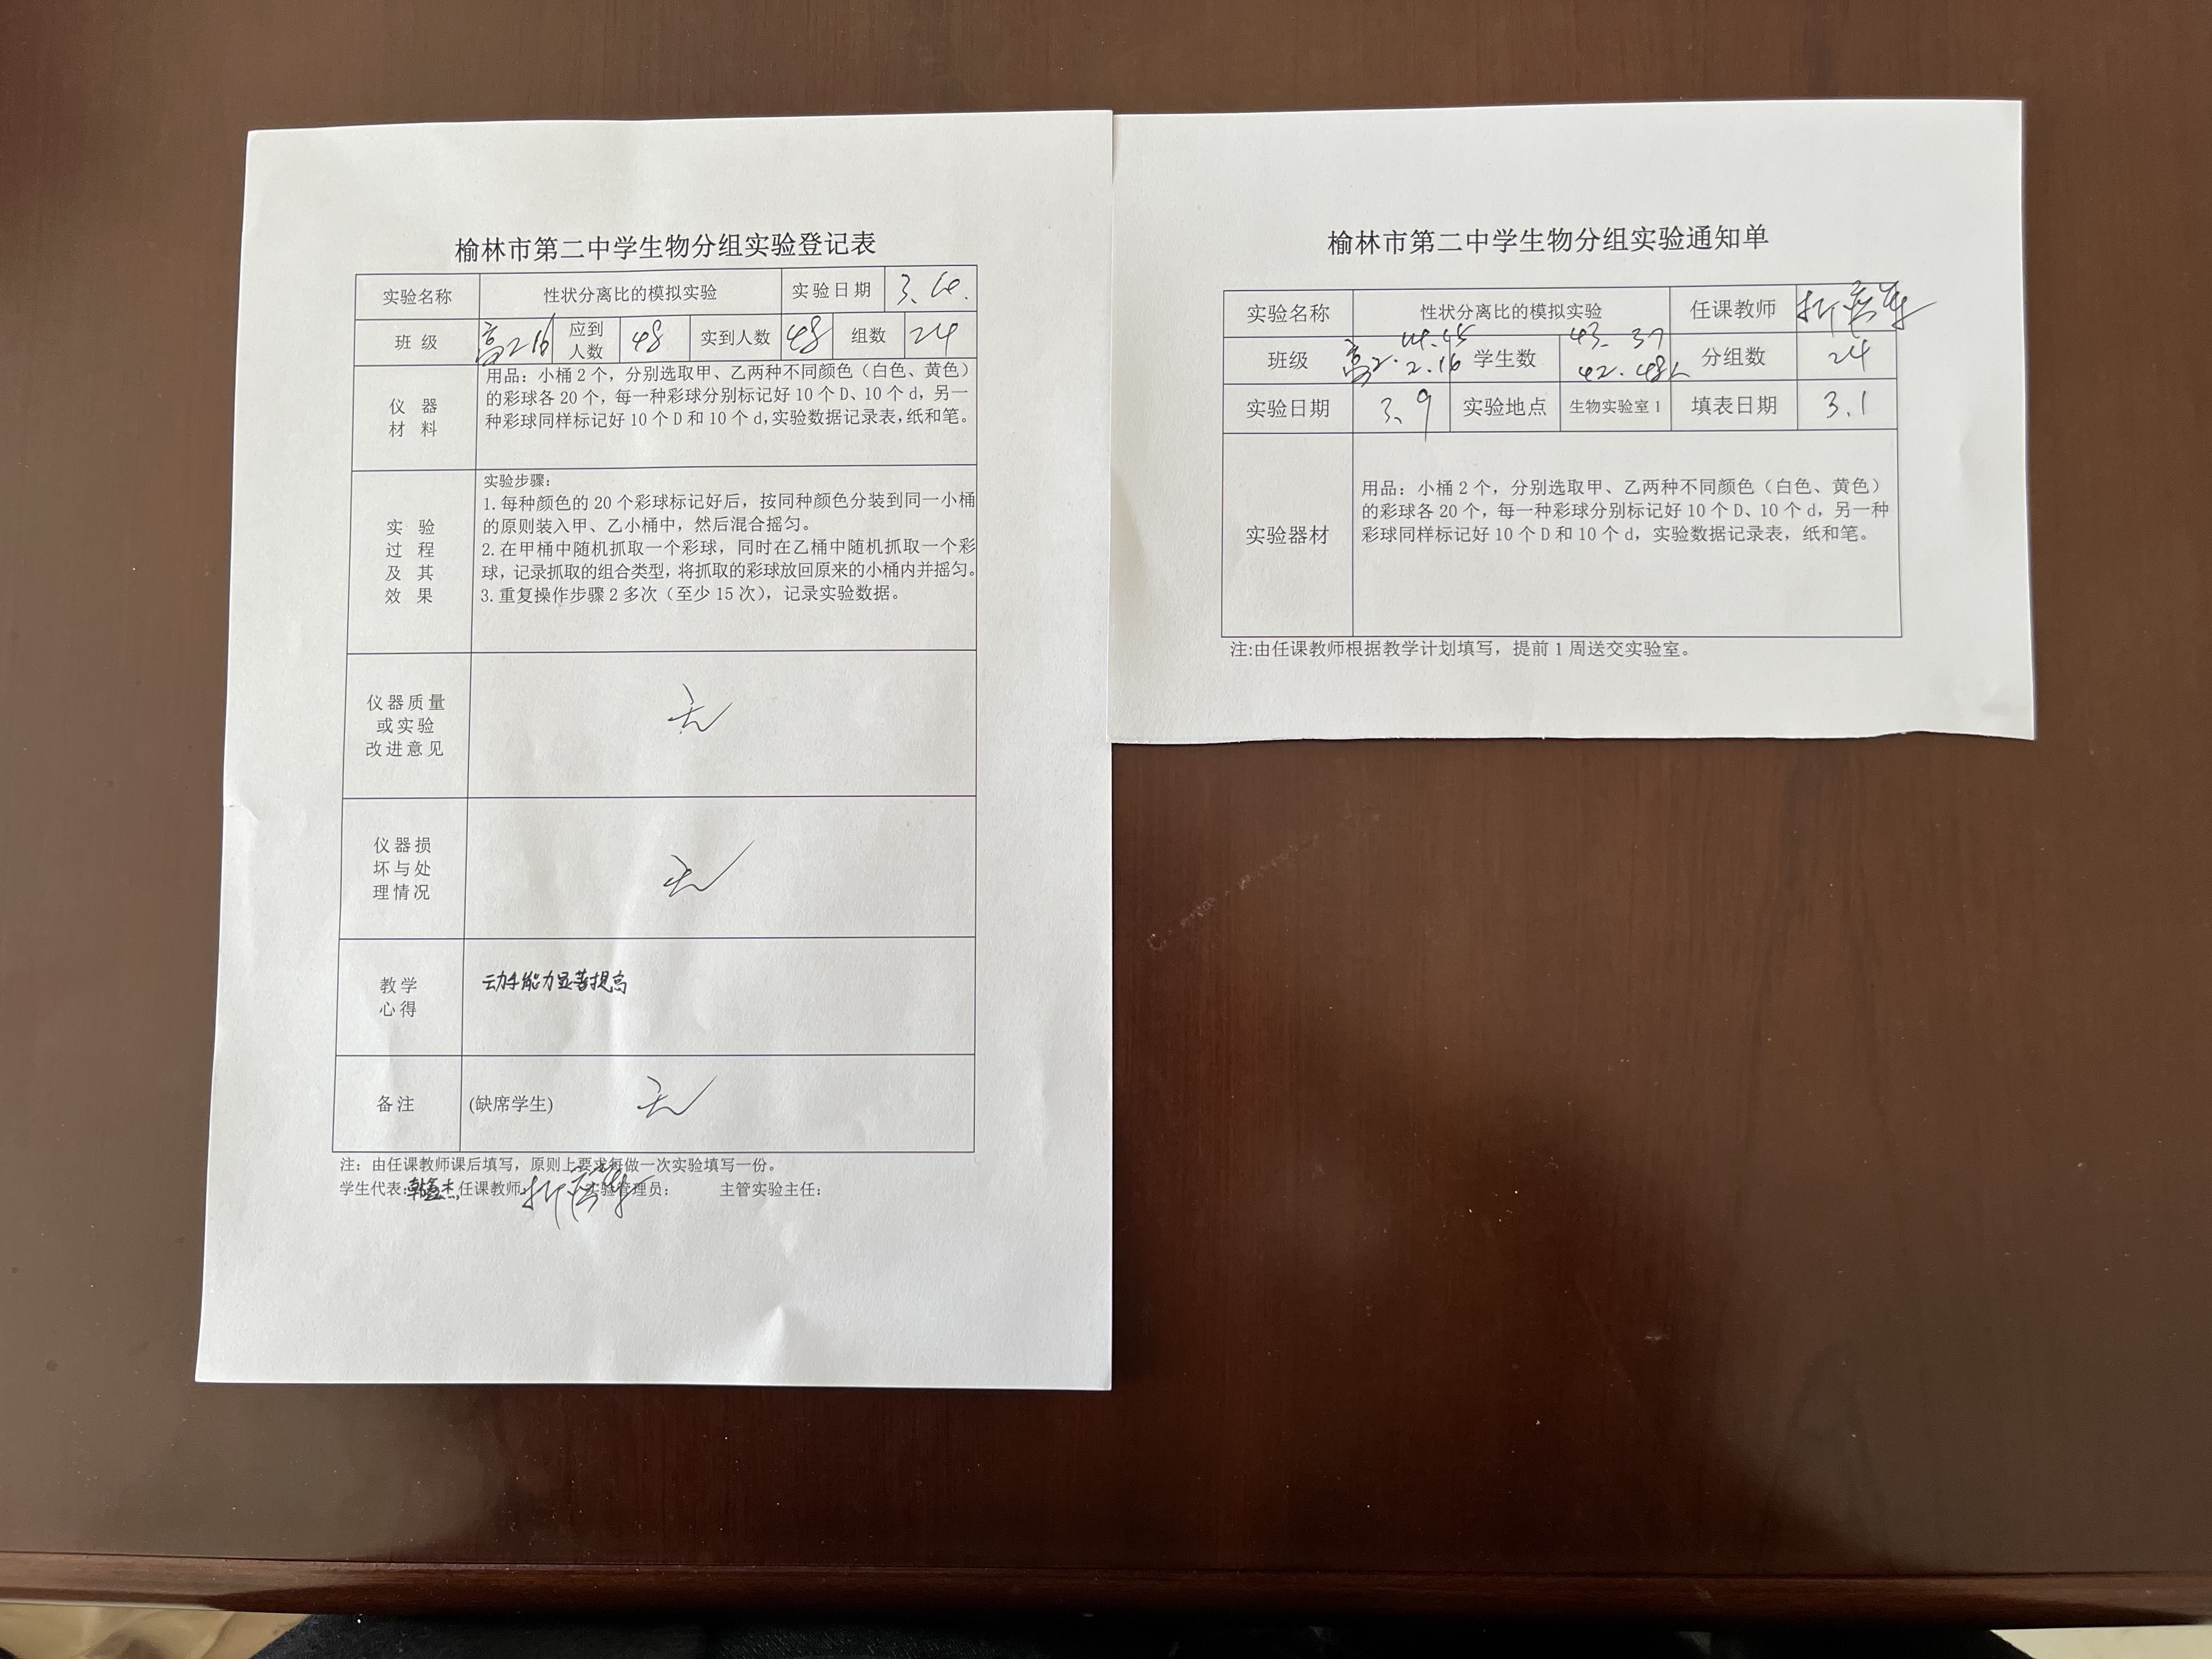 榆林市第二中学生物分组实验登记表
实验名称 性状分离比的模拟实验 实验日期
班级 高216 应到人数 48 实到人数 48 组数 24
仪器材料
用品：小桶2个，分别选取甲、乙两种不同颜色（白色、黄色）
的彩球各20个，每一种彩球分别标记好10个D、10个d，另一
种彩球同样标记好10个D和10个d，实验数据记录表，纸和笔。
实验过程及其效果
实验步骤：
1.每种颜色的20个彩球标记好后，按同种颜色分装到同一小桶
的原则装入甲、乙小桶中，然后混合摇匀。
2.在甲桶中随机抓取一个彩球，同时在乙桶中随机抓取一个彩
球，记录抓取的组合类型，将抓取的彩球放回原来的小桶内并摇匀。
3.重复操作步骤2多次（至少15次），记录实验数据。
仪器质量或实验改进意见 无
仪器损坏与处理情况 无
教学心得 动手能力显著提高
备注 (缺席学生) 无
注：由任课教师课后填写，原则上要求每做一次实验填写一份。
学生代表：韩鑫杰 任课教师： 实验管理员： 主管实验主任：
榆林市第二中学生物分组实验通知单
实验名称 性状分离比的模拟实验 任课教师
班级 高2. 2.16 学生数 43. 37 42. 48人 分组数 24
实验日期 3.9 实验地点 生物实验室1 填表日期 3.1
实验器材
用品：小桶2个，分别选取甲、乙两种不同颜色（白色、黄色）
的彩球各20个，每一种彩球分别标记好10个D、10个d，另一种
彩球同样标记好10个D和10个d，实验数据记录表，纸和笔。
注:由任课教师根据教学计划填写，提前1周送交实验室。